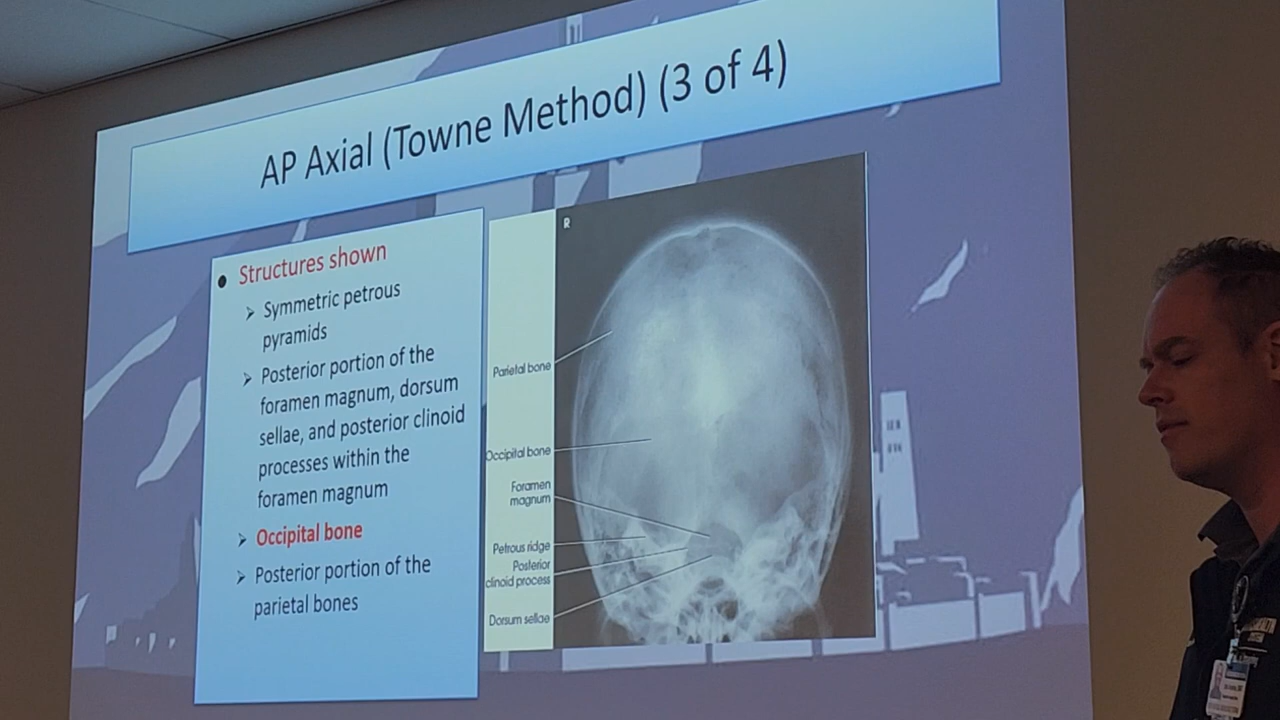 AP Axial (Towne Method) (3 of 4)
Structures shown
Symmetric petrous
pyramids
Posterior portion of the
foramen magnum, dorsum
sellae, and posterior clinoid
processes within the
foramen magnum
Occipital bone
Posterior portion of the
parietal bones
R
Parietal bone
Occipital bone
Foramen
magnum
Petrous ridge
Posterior
clinoid process
Dorsum sellae